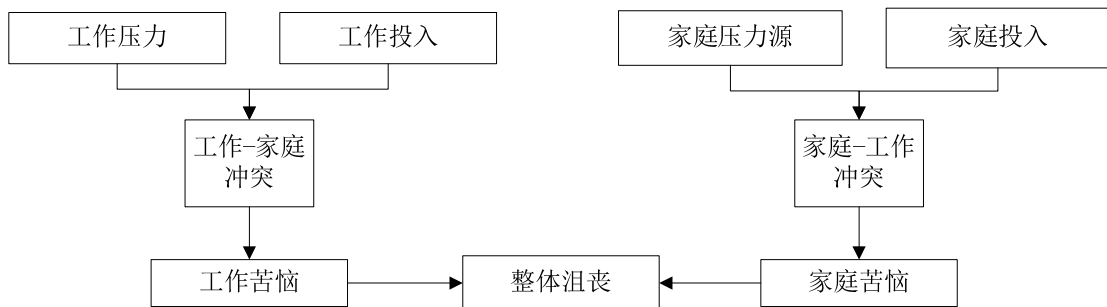 工作压力
工作投入
家庭压力源
家庭投入
工作-家庭
冲突
家庭-工作
冲突
工作苦恼
整体沮丧
家庭苦恼